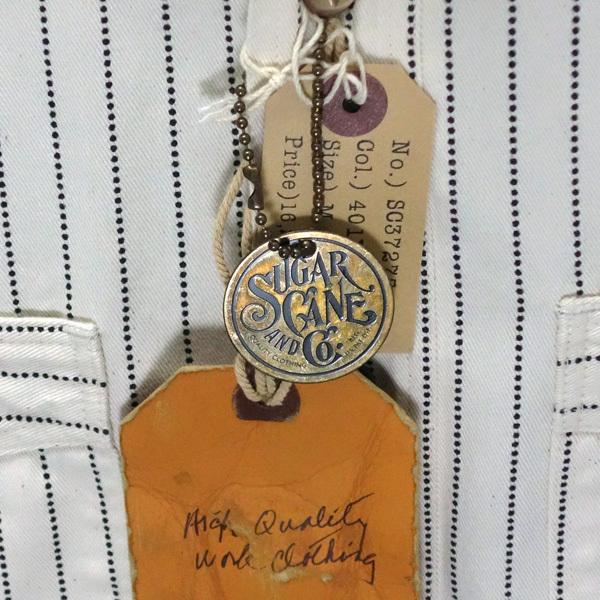 No.) SC3727
Col.) 401
Size) M
Price)16
SUGAR
CANE
AND Co.
QUALITY CLOTHING
High Quality
Work Clothing